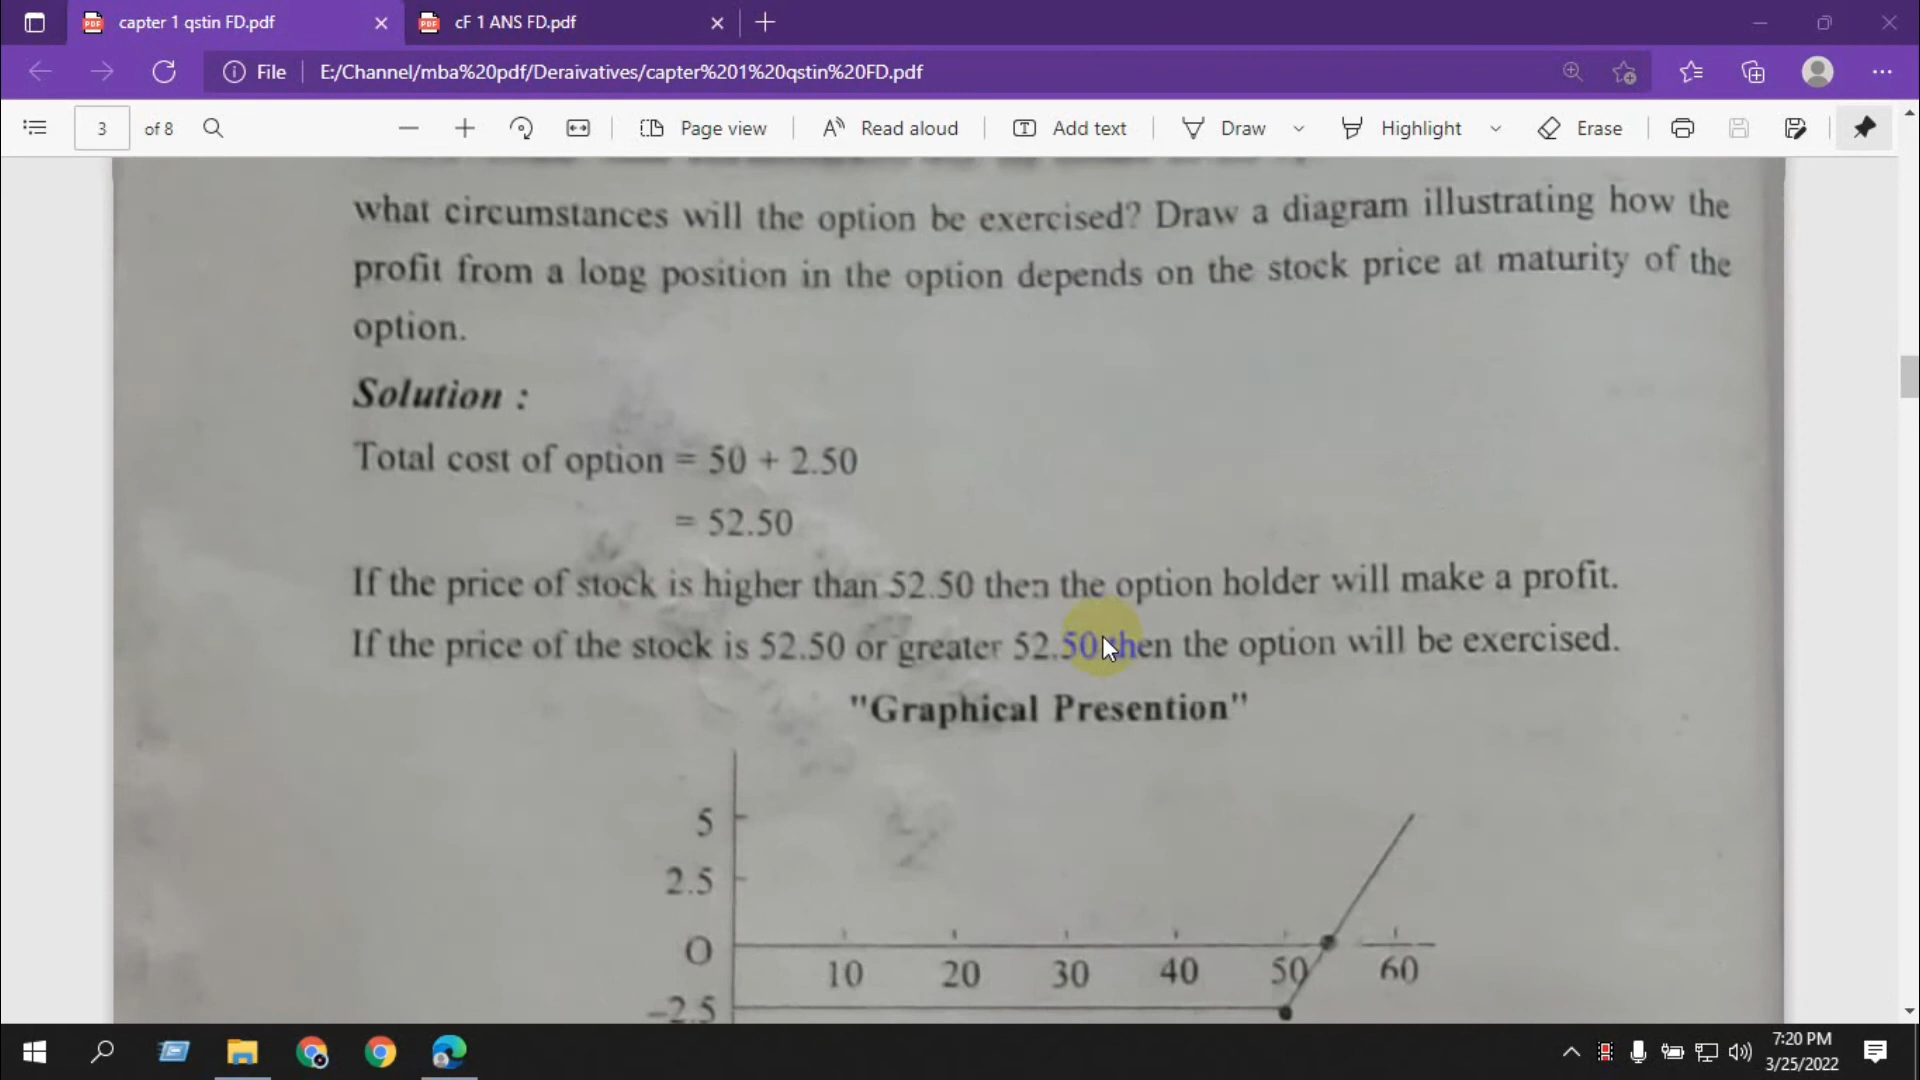 capter 1 qstin FD.pdf
cF 1 ANS FD.pdf
File
E:/Channel/mba%20pdf/Deraivatives/capter%201%20qstin%20FD.pdf
3 of 8
Page view
Read aloud
Add text
Draw
Highlight
Erase
what circumstances will the option be exercised? Draw a diagram illustrating how the
profit from a long position in the option depends on the stock price at maturity of the
option.
Solution :
Total cost of option = 50 + 2.50
= 52.50
If the price of stock is higher than 52.50 then the option holder will make a profit.
If the price of the stock is 52.50 or greater 52.50 then the option will be exercised.
"Graphical Presention"
5
2.5
O
10 20 30 40 50 60
-2.5
7:20 PM
3/25/2022